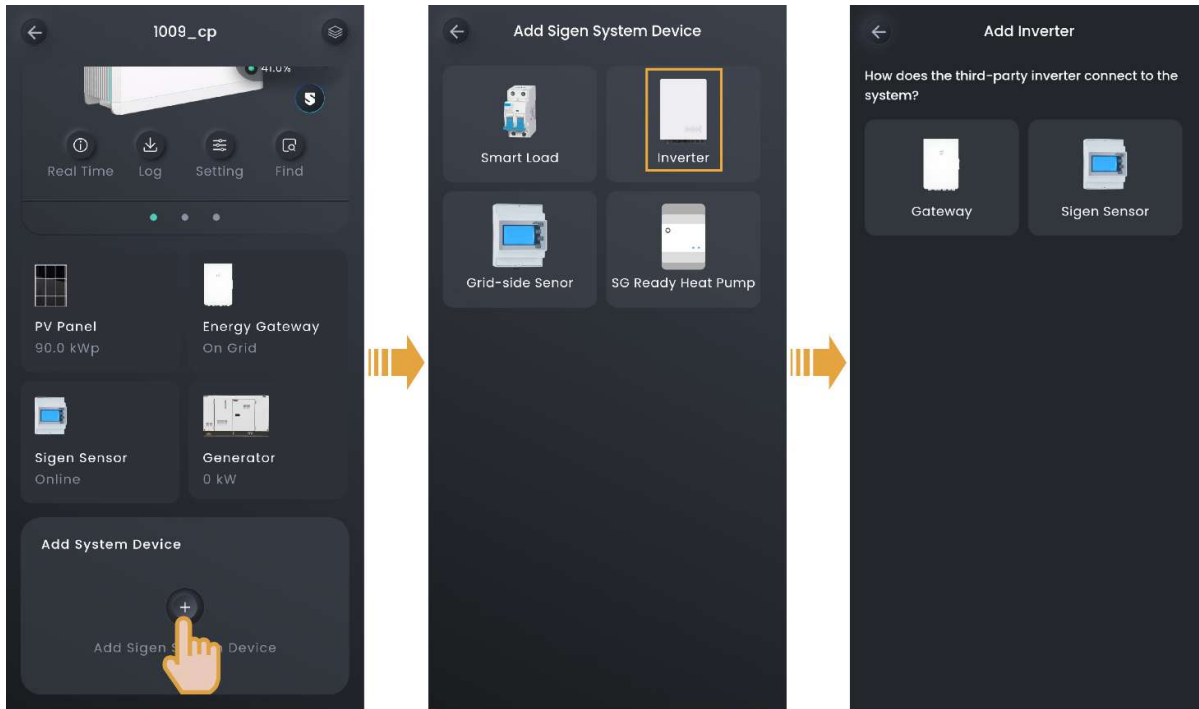 1009_cp
41.0%
S
Real Time
Log
Setting
Find
PV Panel
90.0 kWp
Energy Gateway
On Grid
Sigen Sensor
Online
Generator
0 kW
Add System Device
Add Sigen Device
Add Sigen System Device
Smart Load
Inverter
Grid-side Senor
SG Ready Heat Pump
Add Inverter
How does the third-party inverter connect to the
system?
Gateway
Sigen Sensor